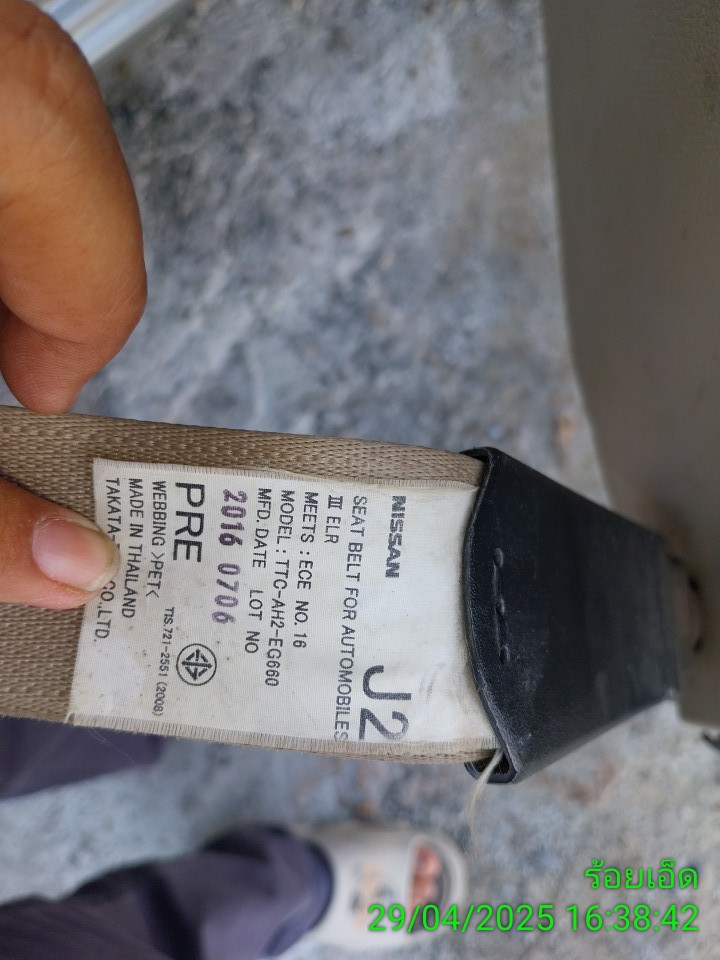 NISSAN J2
SEAT BELT FOR AUTOMOBILES
III ELR
MEETS : ECE NO. 16
MODEL : TTC-AH2-EG660
MFD. DATE LOT NO
2016 0706
PRE
TIS.721-2551 (2008)
WEBBING >PET<
MADE IN THAILAND
TAKATA- CO.,LTD.
ร้อยเอ็ด
29/04/2025 16:38:42